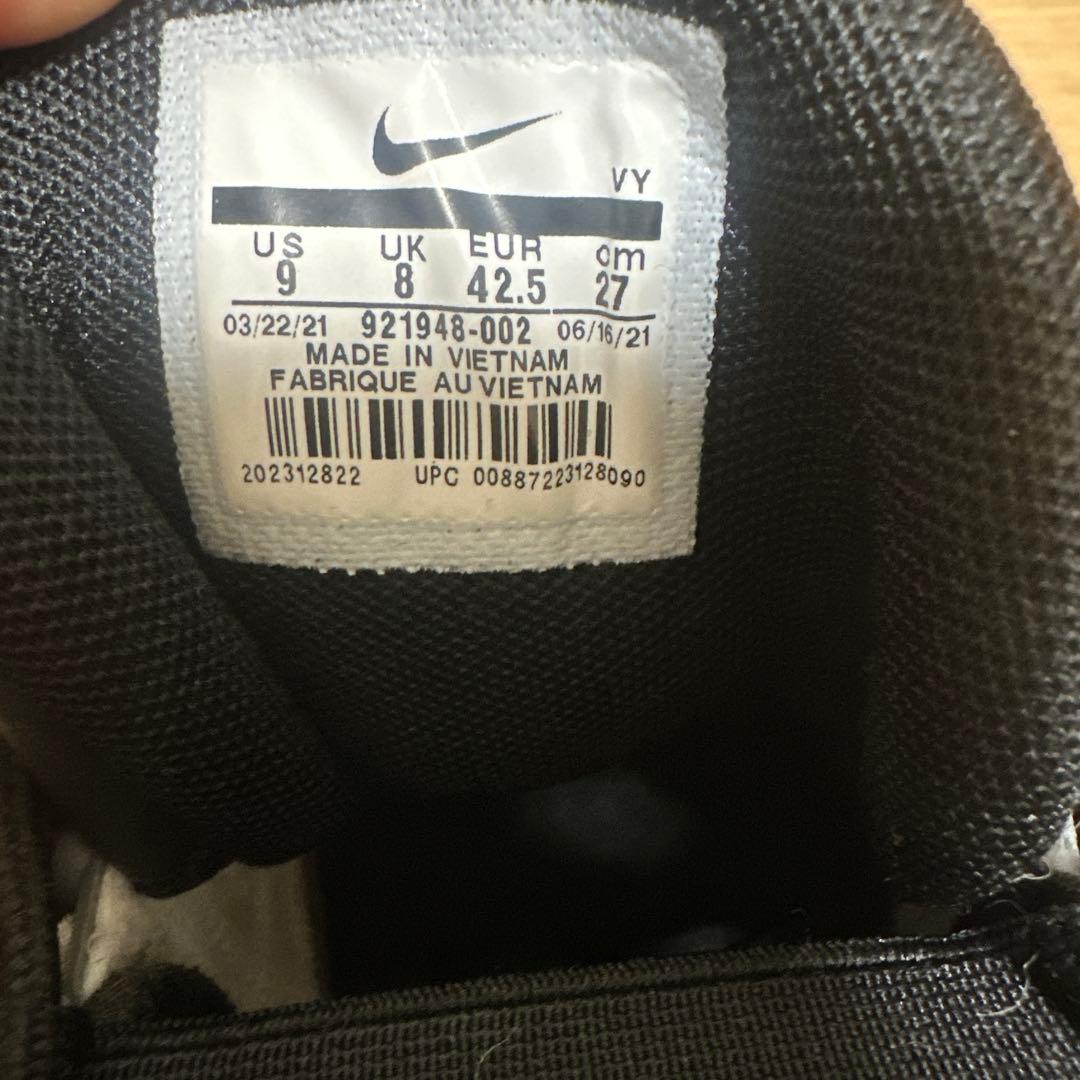 VY
US UK EUR cm
9 8 42.5 27
03/22/21 921948-002 06/16/21
MADE IN VIETNAM
FABRIQUE AU VIETNAM
202312822 UPC 00887223128090